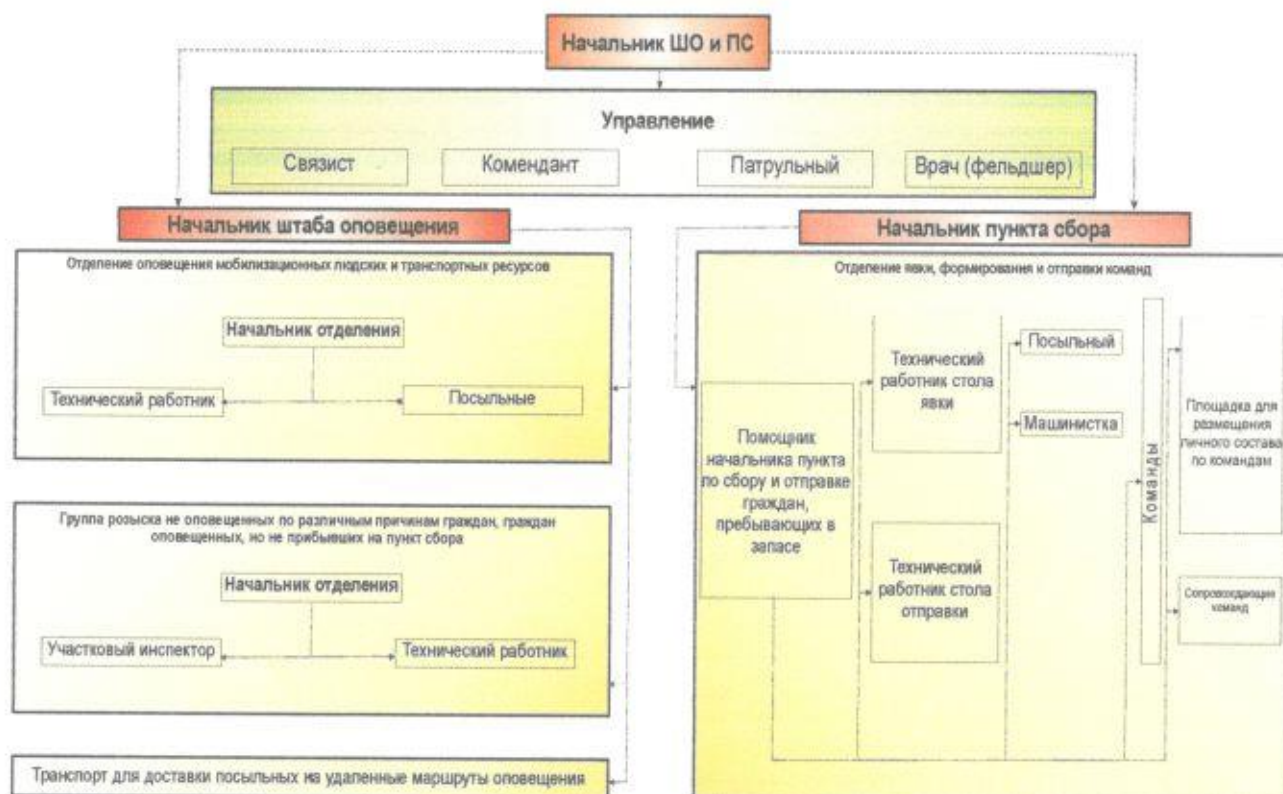 Начальник ШО и ПС
Управление
Связист
Комендант
Патрульный
Врач (фельдшер)
Начальник штаба оповещения
Отделение оповещения мобилизационных людских и транспортных ресурсов
Начальник отделения
Технический работник
Посыльные
Группа розыска не оповещенных по различным причинам граждан, граждан
оповещенных, но не прибывших на пункт сбора
Начальник отделения
Участковый инспектор
Технический работник
Транспорт для доставки посыльных на удаленные маршруты оповещения
Начальник пункта сбора
Отделение явки, формирования и отправки команд
Помощник
начальника пункта
по сбору и отправке
граждан,
пребывающих в
запасе
Технический
работник стола
явки
Технический
работник стола
отправки
Посыльный
Машинистка
Команды
Площадка для
размещения
личного состава
по командам
Сопровождающие
команд